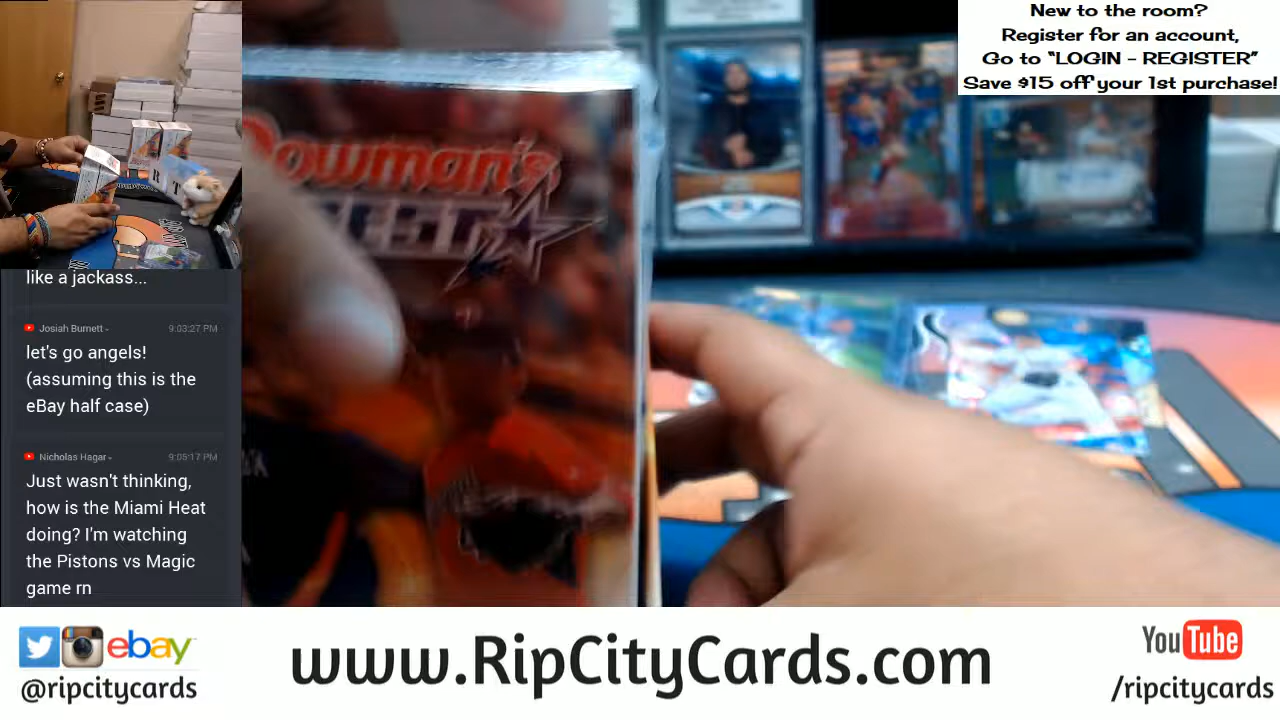 New to the room?
Register for an account,
Go to "LOGIN - REGISTER"
Save $15 off your 1st purchase!
Bowman's
BEST
R T
like a jackass...
Josiah Burnett -
9:03:27 PM
let's go angels!
(assuming this is the
eBay half case)
Nicholas Hagar -
9:05:17 PM
Just wasn't thinking,
how is the Miami Heat
doing? I'm watching
the Pistons vs Magic
game rn
ebay
@ripcitycards
www.RipCityCards.com
YouTube
/ripcitycards